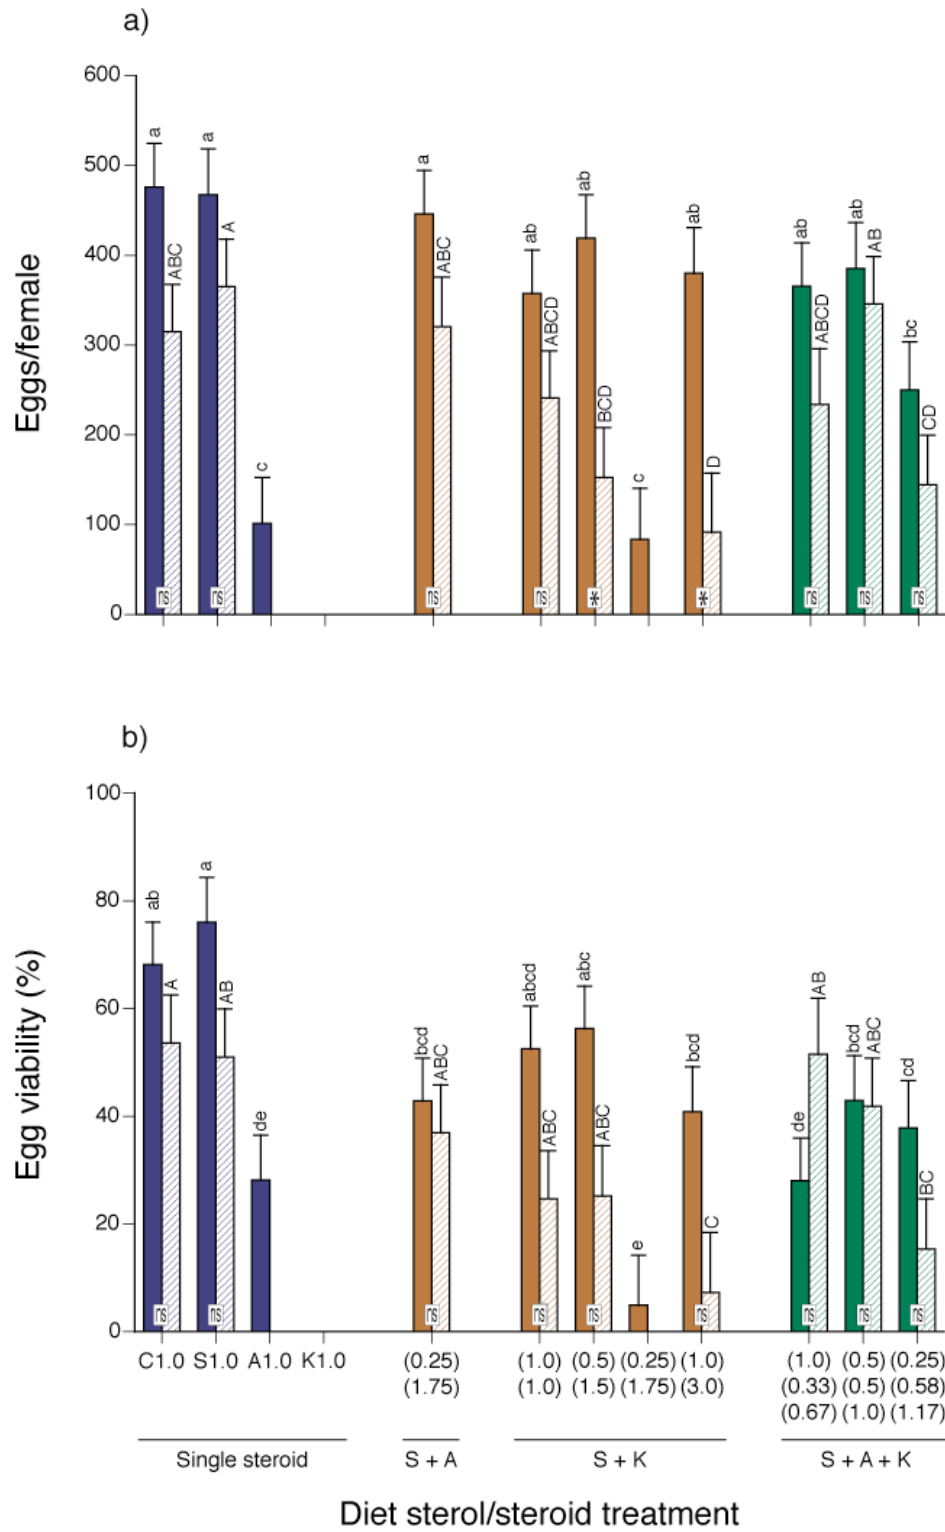 a)
600
500
400
300
200
100
0
Eggs/female
a
ABC
a
A
c
a
ABC
ab
ABCD
ab
BCD
c
ab
D
ab
ABCD
ab
AB
bc
CD
ns
ns
ns
ns
*
*
ns
ns
ns
b)
100
80
60
40
20
0
Egg viability (%)
ab
A
a
AB
de
bcd
ABC
abcd
ABC
abc
ABC
e
bcd
C
de
AB
bcd
ABC
cd
BC
ns
ns
ns
ns
ns
ns
ns
ns
ns
C1.0 S1.0 A1.0 K1.0 (0.25) (1.0) (0.5) (0.25) (1.0) (1.0) (0.5) (0.25)
(1.75) (1.0) (1.5) (1.75) (3.0) (0.33) (0.5) (0.58)
(0.67) (1.0) (1.17)
Single steroid S + A S + K S + A + K
Diet sterol/steroid treatment